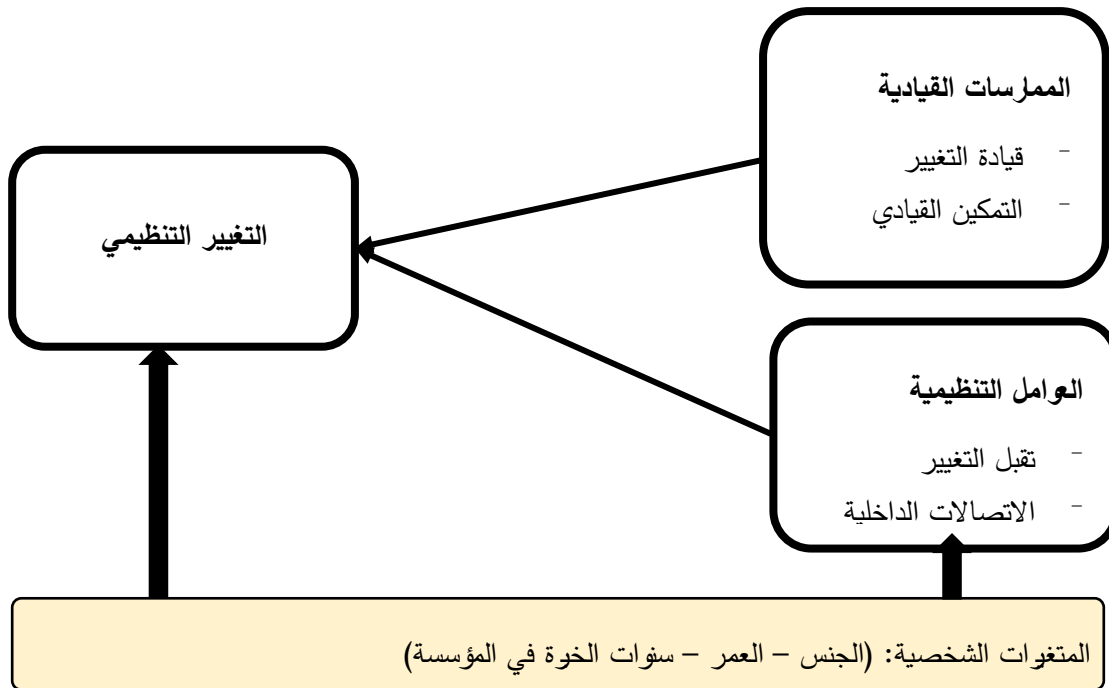 الممارسات القيادية
- قيادة التغيير
- التمكين القيادي
التغيير التنظيمي
العوامل التنظيمية
- تقبل التغيير
- الاتصالات الداخلية
المتغيرات الشخصية: (الجنس – العمر – سنوات الخبرة في المؤسسة)